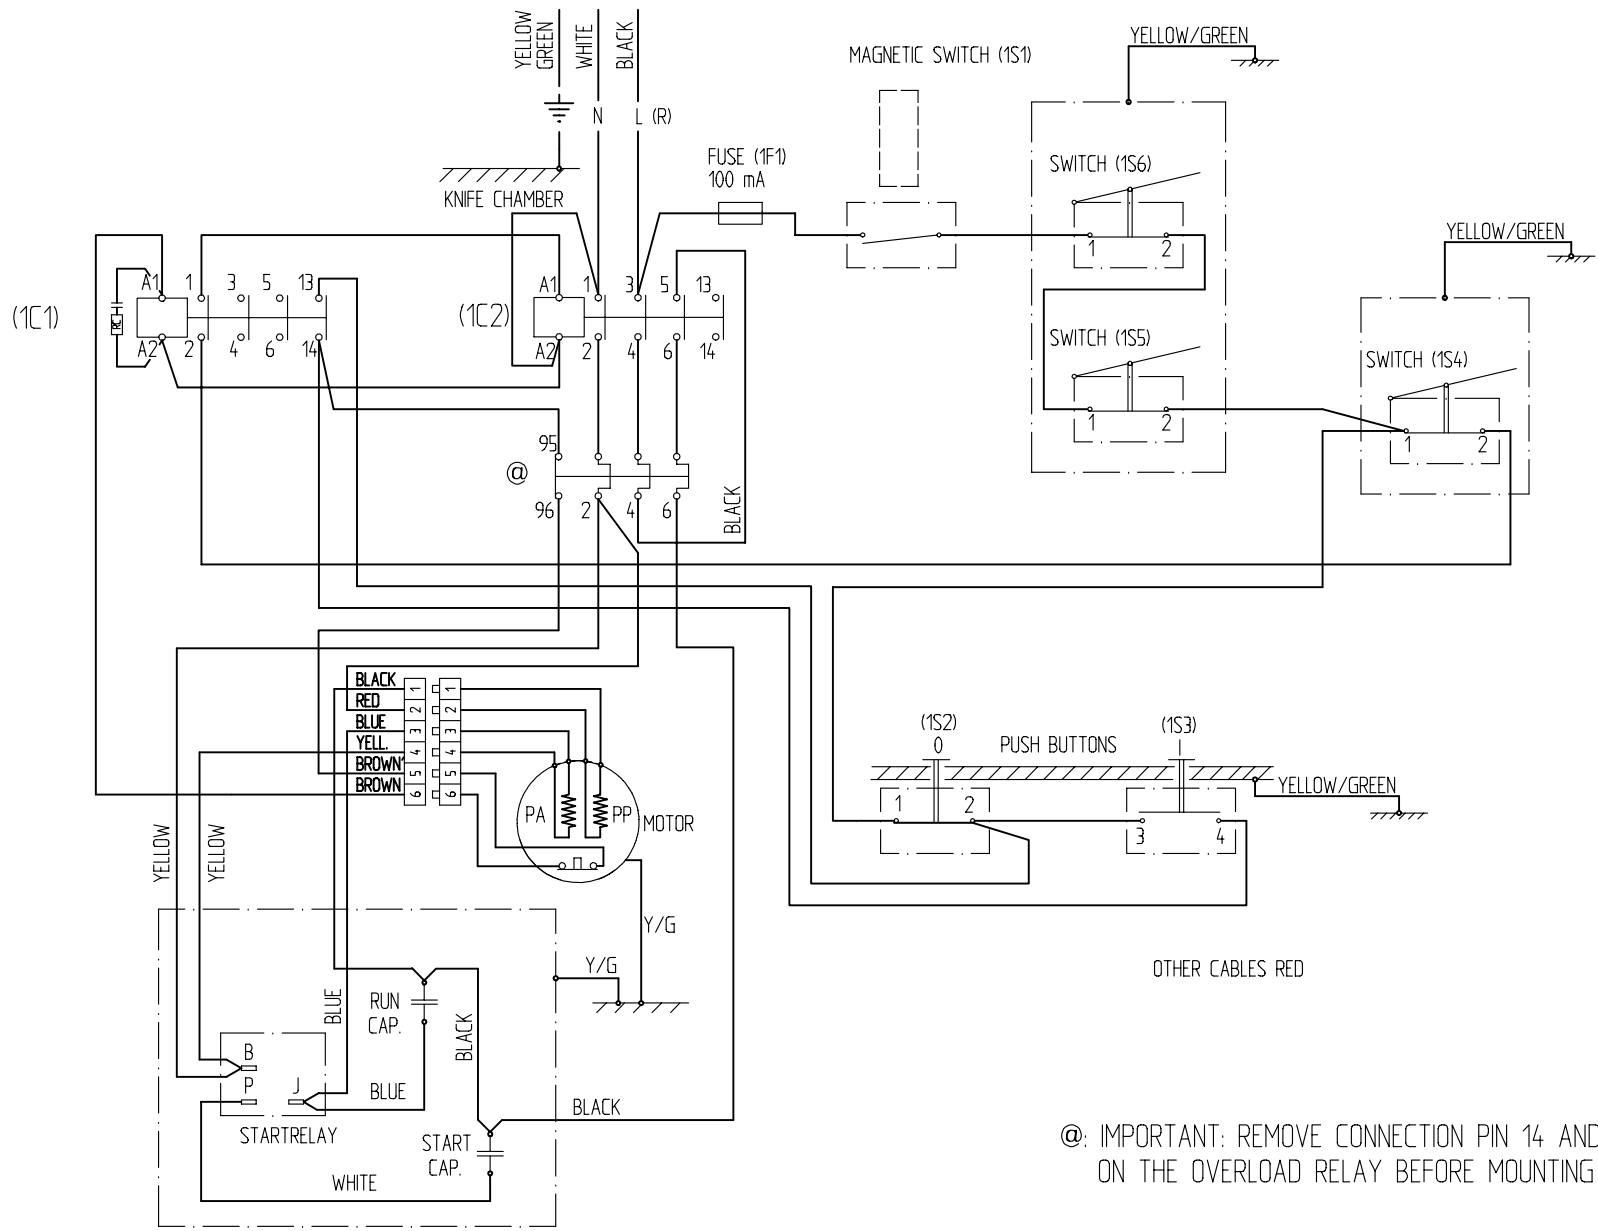 YELLOW
GREEN
WHITE
BLACK
N
L (R)
KNIFE CHAMBER
FUSE (1F1)
100 mA
MAGNETIC SWITCH (1S1)
YELLOW/GREEN
SWITCH (1S6)
1 2
SWITCH (1S5)
1 2
YELLOW/GREEN
SWITCH (1S4)
1 2
(1C1)
A1 1 3 5 13
RC
A2 2 4 6 14
(1C2)
A1 1 3 5 13
A2 2 4 6 14
95
@
96 2 4 6
BLACK
BLACK 1 1
RED 2 2
BLUE 3 3
YELL. 4 4
BROWN 5 5
BROWN 6 6
PA
PP
MOTOR
YELLOW
YELLOW
Y/G
Y/G
(1S2)
0
PUSH BUTTONS
(1S3)
I
YELLOW/GREEN
1 2
3 4
OTHER CABLES RED
BLUE
RUN
CAP.
BLACK
B
P J
BLUE
STARTRELAY
BLACK
START
CAP.
WHITE
@: IMPORTANT: REMOVE CONNECTION PIN 14 AND
ON THE OVERLOAD RELAY BEFORE MOUNTING